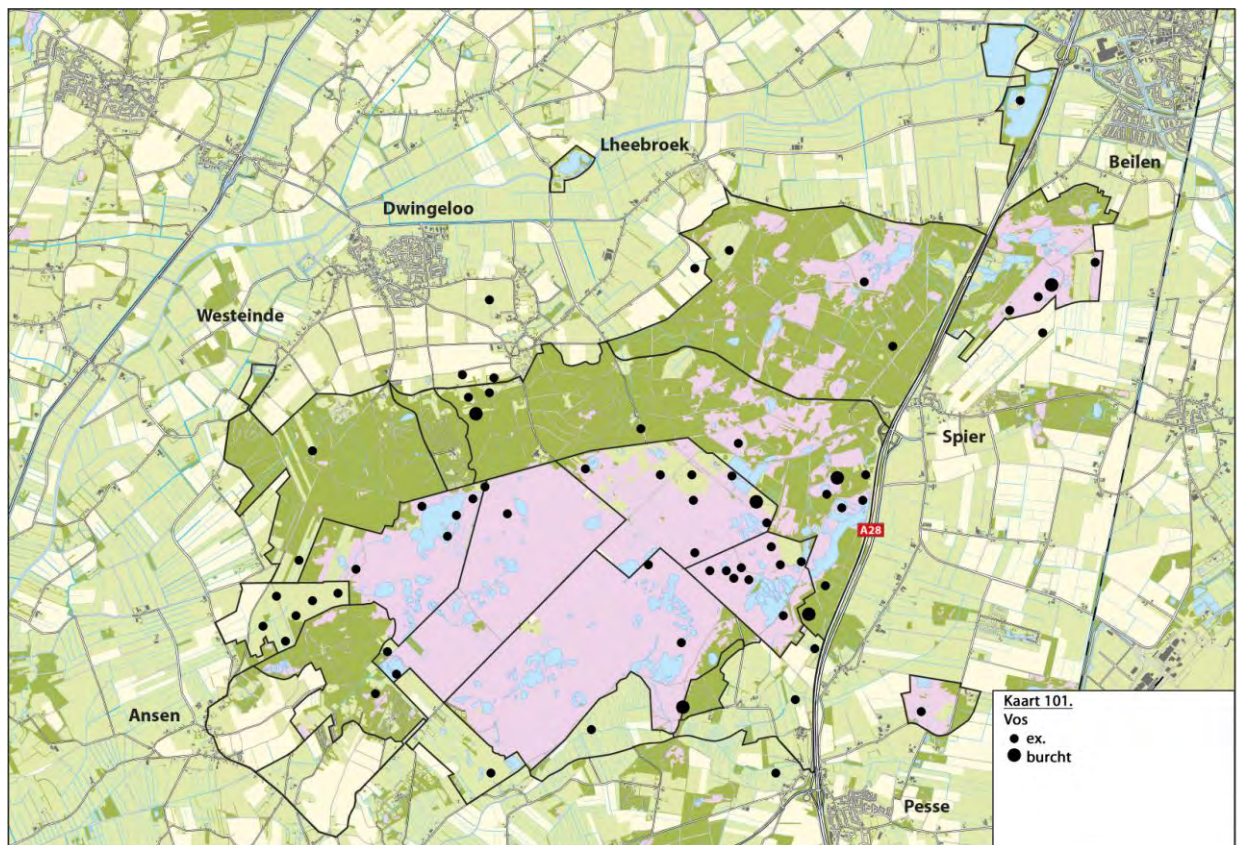 Lheebroek
Beilen
Dwingeloo
Westeinde
Spier
A28
Ansen
Pesse
Kaart 101.
Vos
ex.
burcht